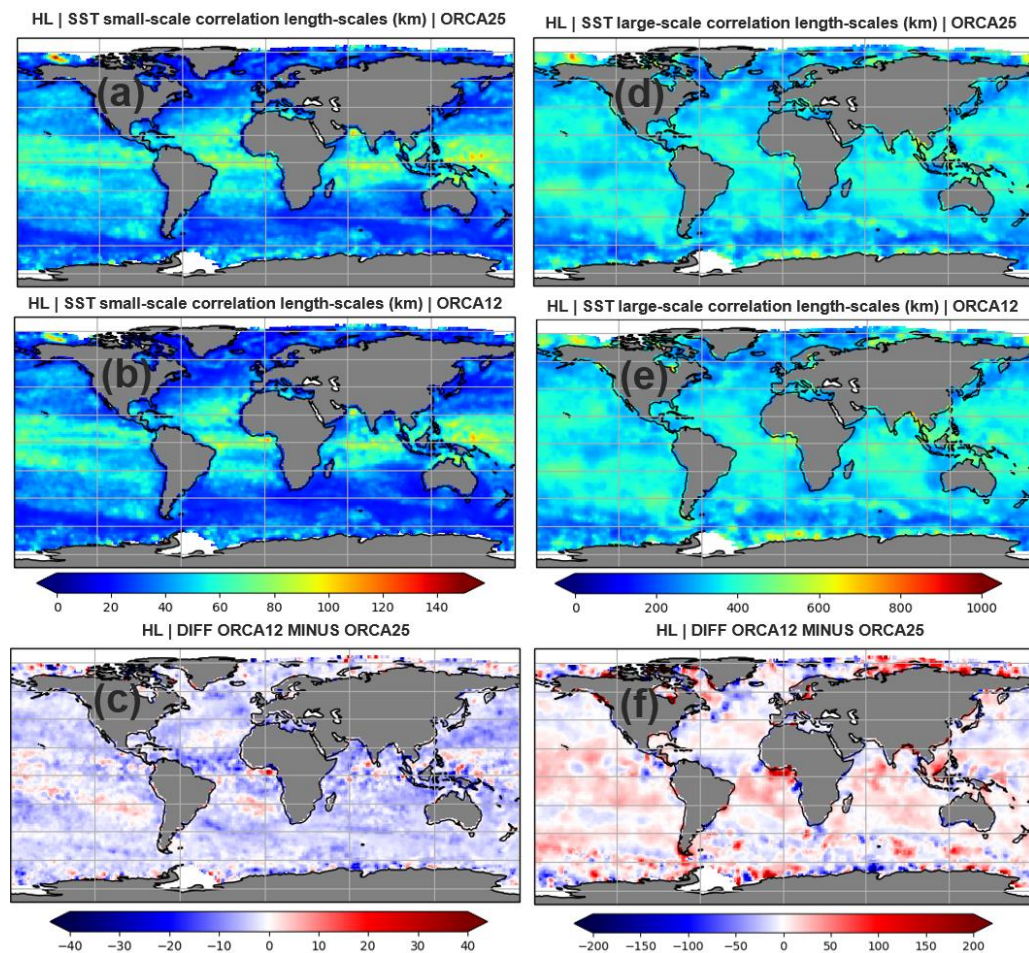 HL | SST small-scale correlation length-scales (km) | ORCA25
(a)
HL | SST large-scale correlation length-scales (km) | ORCA25
(d)
HL | SST small-scale correlation length-scales (km) | ORCA12
(b)
0 20 40 60 80 100 120 140
HL | SST large-scale correlation length-scales (km) | ORCA12
(e)
0 200 400 600 800 1000
HL | DIFF ORCA12 MINUS ORCA25
(c)
−40 −30 −20 −10 0 10 20 30 40
HL | DIFF ORCA12 MINUS ORCA25
(f)
−200 −150 −100 −50 0 50 100 150 200